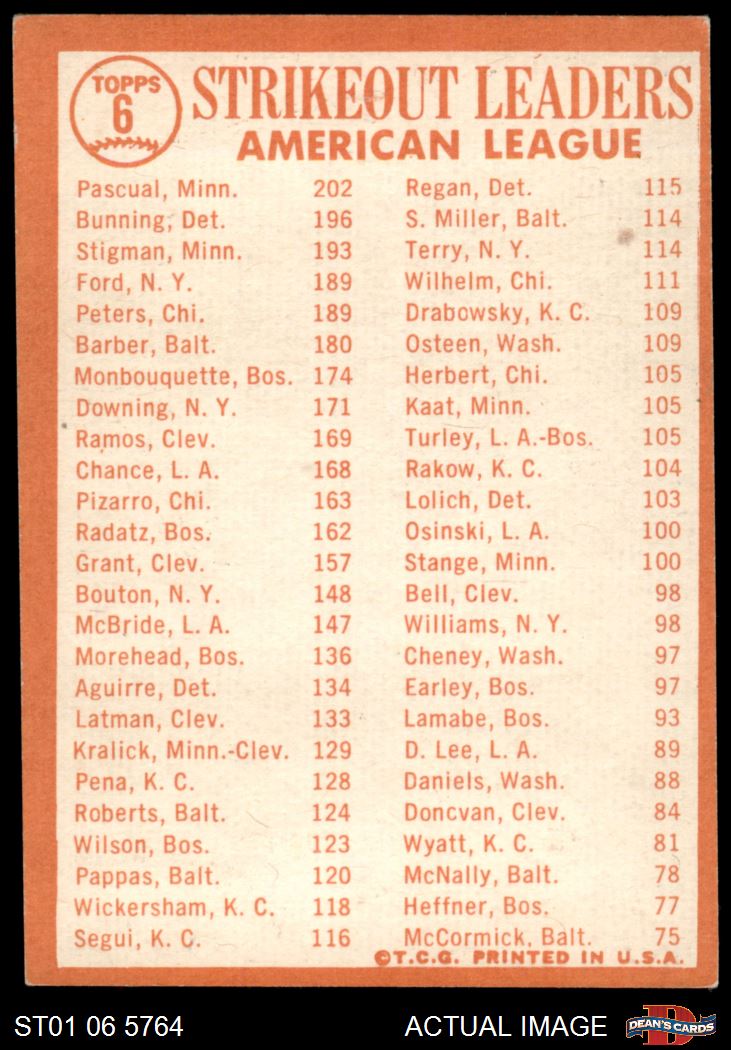 TOPPS
6
STRIKEOUT LEADERS
AMERICAN LEAGUE
Pascual, Minn. 202
Bunning, Det. 196
Stigman, Minn. 193
Ford, N. Y. 189
Peters, Chi. 189
Barber, Balt. 180
Monbouquette, Bos. 174
Downing, N. Y. 171
Ramos, Clev. 169
Chance, L. A. 168
Pizarro, Chi. 163
Radatz, Bos. 162
Grant, Clev. 157
Bouton, N. Y. 148
McBride, L. A. 147
Morehead, Bos. 136
Aguirre, Det. 134
Latman, Clev. 133
Kralick, Minn.-Clev. 129
Pena, K. C. 128
Roberts, Balt. 124
Wilson, Bos. 123
Pappas, Balt. 120
Wickersham, K. C. 118
Segui, K. C. 116
Regan, Det. 115
S. Miller, Balt. 114
Terry, N. Y. 114
Wilhelm, Chi. 111
Drabowsky, K. C. 109
Osteen, Wash. 109
Herbert, Chi. 105
Kaat, Minn. 105
Turley, L. A.-Bos. 105
Rakow, K. C. 104
Lolich, Det. 103
Osinski, L. A. 100
Stange, Minn. 100
Bell, Clev. 98
Williams, N. Y. 98
Cheney, Wash. 97
Earley, Bos. 97
Lamabe, Bos. 93
D. Lee, L. A. 89
Daniels, Wash. 88
Doncvan, Clev. 84
Wyatt, K. C. 81
McNally, Balt. 78
Heffner, Bos. 77
McCormick, Balt. 75
©T.C.G. PRINTED IN U.S.A.
ST01 06 5764
ACTUAL IMAGE
D
DEAN'S CARDS